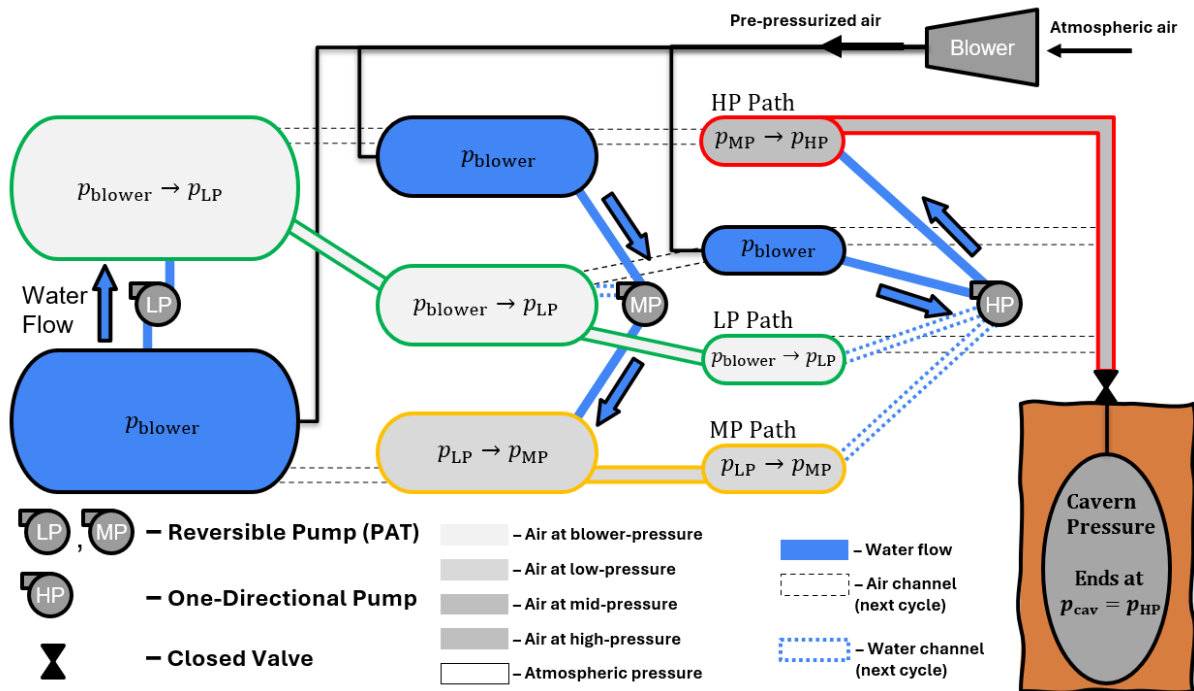 Pre-pressurized air
Blower
Atmospheric air
HP Path
p_MP → p_HP
p_blower
p_blower → p_LP
p_blower
Water
Flow
LP
p_blower → p_LP
MP
HP
LP Path
p_blower → p_LP
p_blower
MP Path
p_LP → p_MP
p_LP → p_MP
Cavern
Pressure
Ends at
p_cav = p_HP
LP , MP – Reversible Pump (PAT)
HP – One-Directional Pump
– Closed Valve
– Air at blower-pressure
– Air at low-pressure
– Air at mid-pressure
– Air at high-pressure
– Atmospheric pressure
– Water flow
– Air channel
(next cycle)
– Water channel
(next cycle)